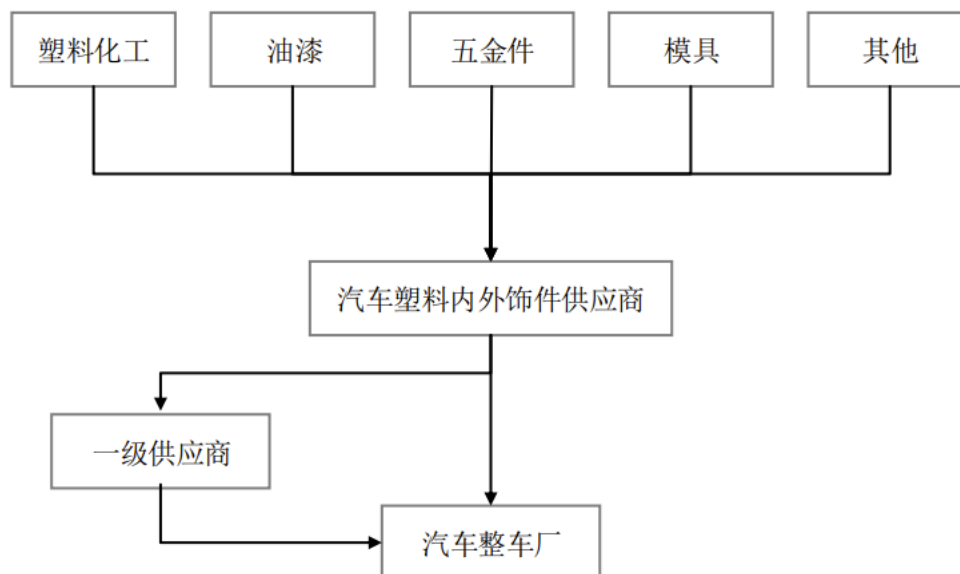 塑料化工
油漆
五金件
模具
其他
汽车塑料内外饰件供应商
一级供应商
汽车整车厂